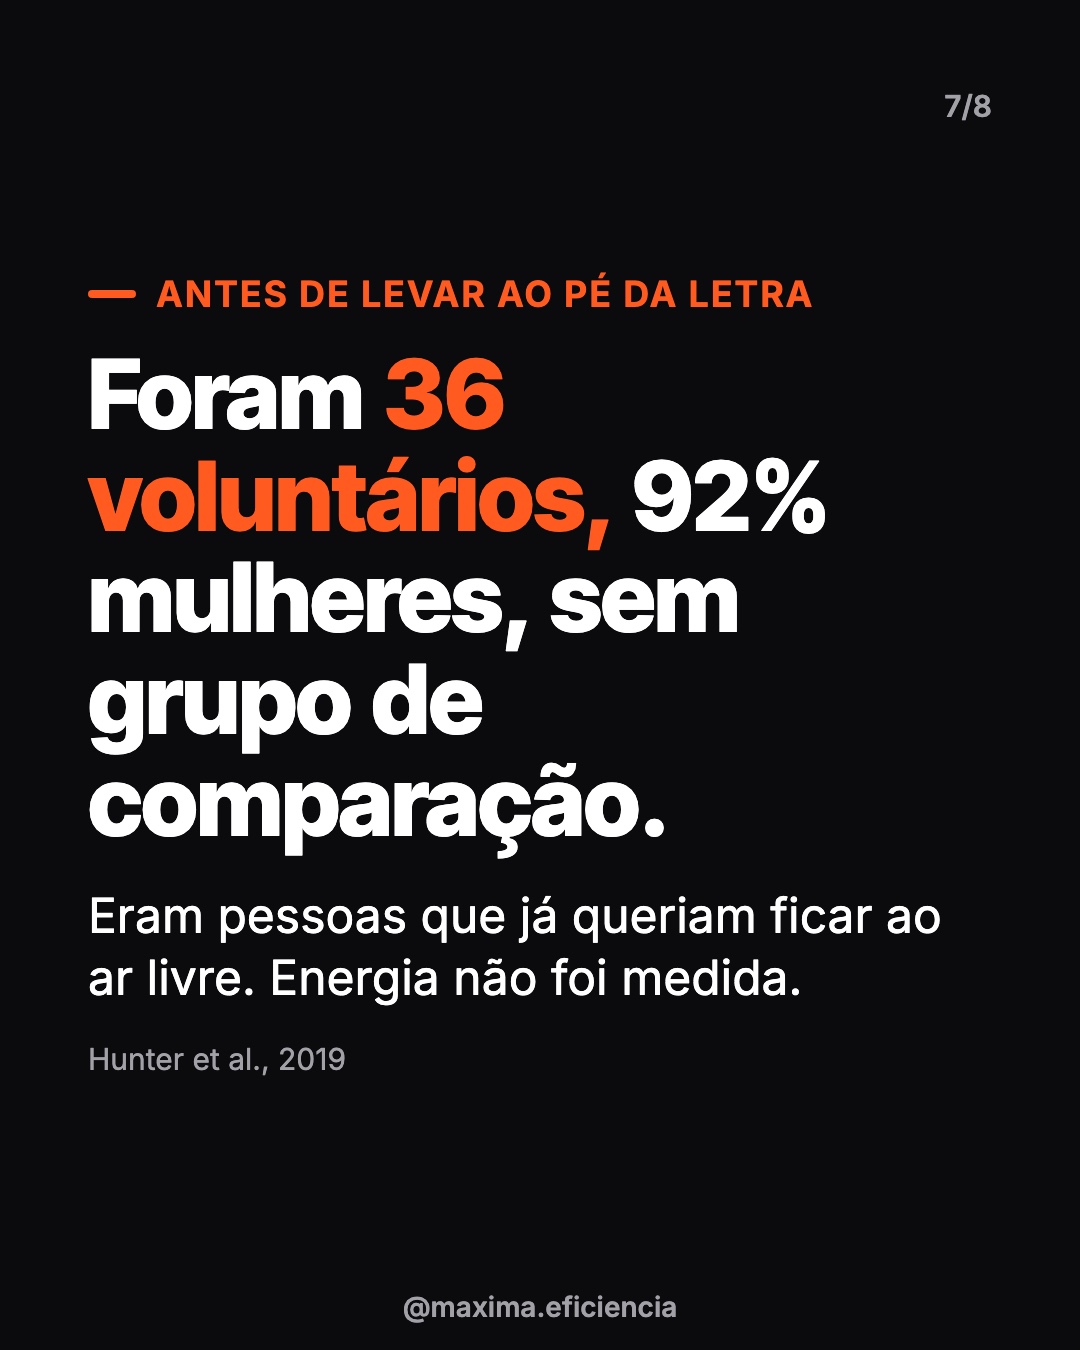 7/8
ANTES DE LEVAR AO PÉ DA LETRA
Foram 36
voluntários, 92%
mulheres, sem
grupo de
comparação.
Eram pessoas que já queriam ficar ao
ar livre. Energia não foi medida.
Hunter et al., 2019
@maxima.eficiencia